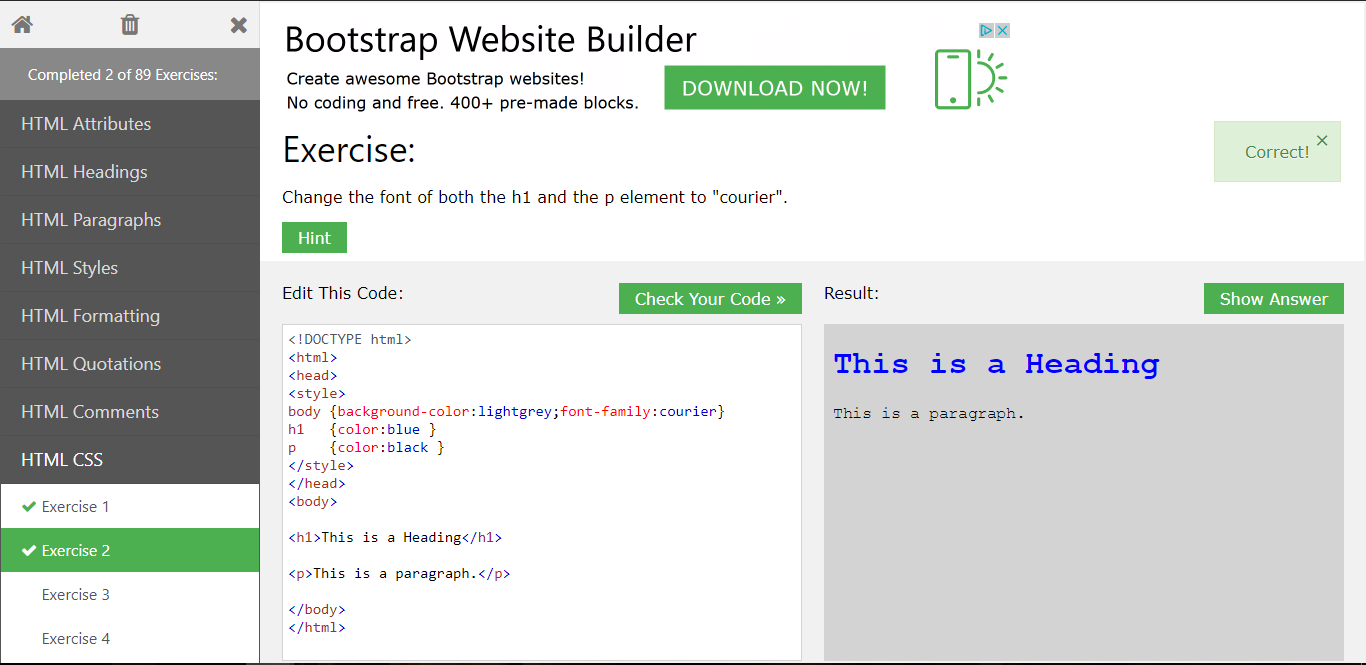 Completed 2 of 89 Exercises:
HTML Attributes
HTML Headings
HTML Paragraphs
HTML Styles
HTML Formatting
HTML Quotations
HTML Comments
HTML CSS
Exercise 1
Exercise 2
Exercise 3
Exercise 4
Bootstrap Website Builder
Create awesome Bootstrap websites!
No coding and free. 400+ pre-made blocks.
DOWNLOAD NOW!
Exercise:
Correct!
Change the font of both the h1 and the p element to "courier".
Hint
Edit This Code:
Check Your Code »
<!DOCTYPE html>
<html>
<head>
<style>
body {background-color:lightgrey;font-family:courier}
h1   {color:blue }
p    {color:black }
</style>
</head>
<body>
<h1>This is a Heading</h1>
<p>This is a paragraph.</p>
</body>
</html>
Result:
Show Answer
This is a Heading
This is a paragraph.